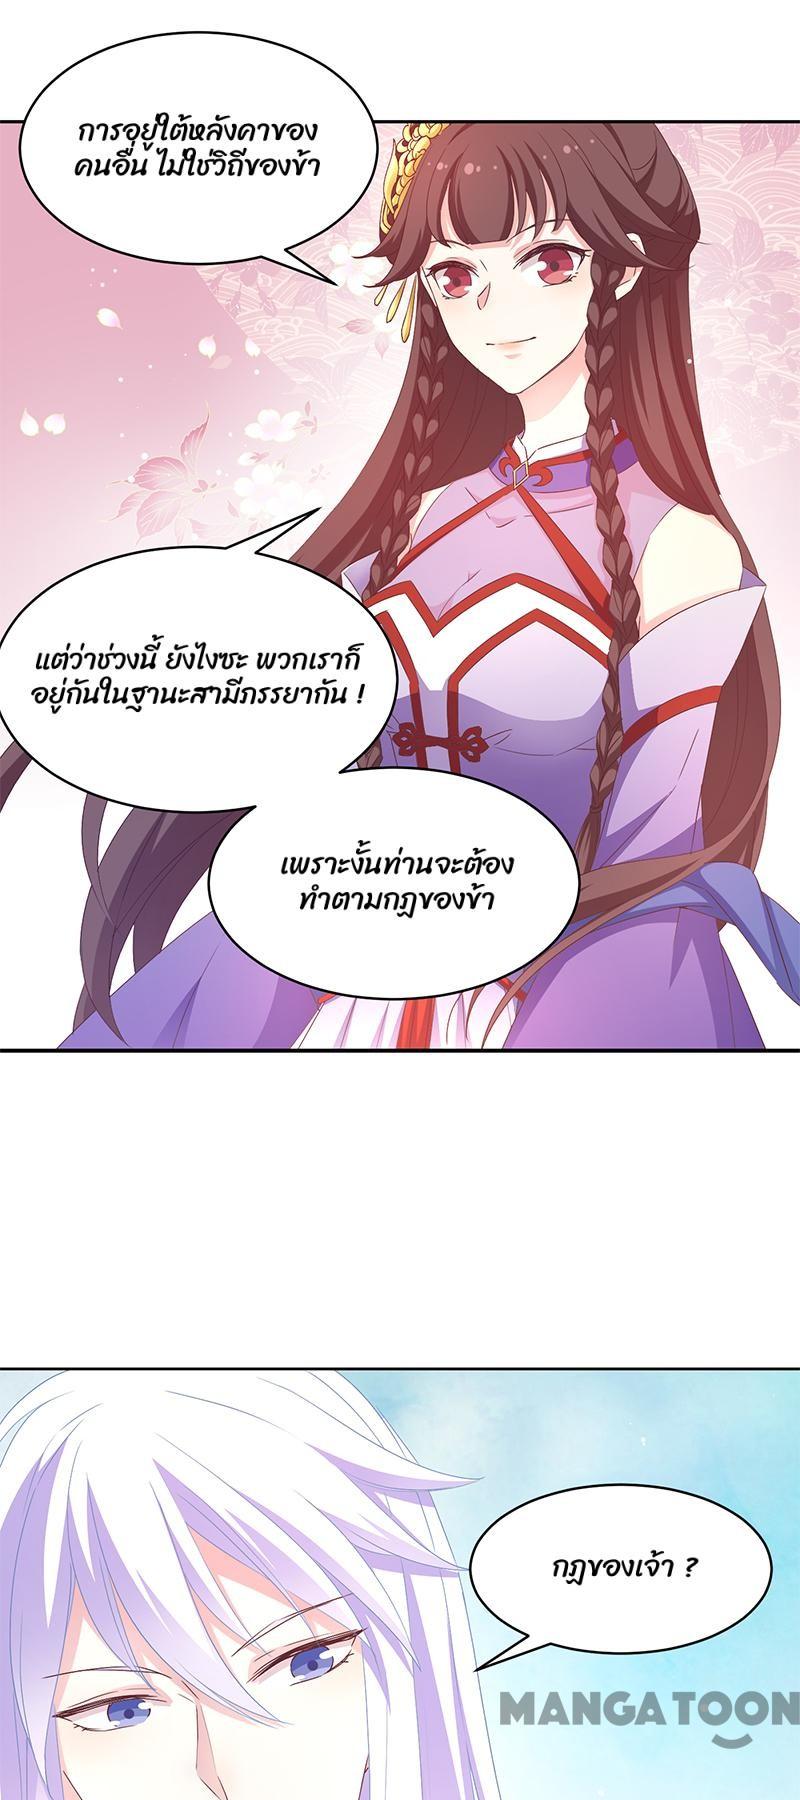 การอยู่ใต้หลังคาของ
คนอื่น ไม่ใช่วิถีของข้า
แต่ว่าช่วงนี้ ยังไงซะ พวกเราก็
อยู่กันในฐานะสามีภรรยากัน !
เพราะงั้นท่านจะต้อง
ทำตามกฎของข้า
กฎของเจ้า ?
MANGATOON